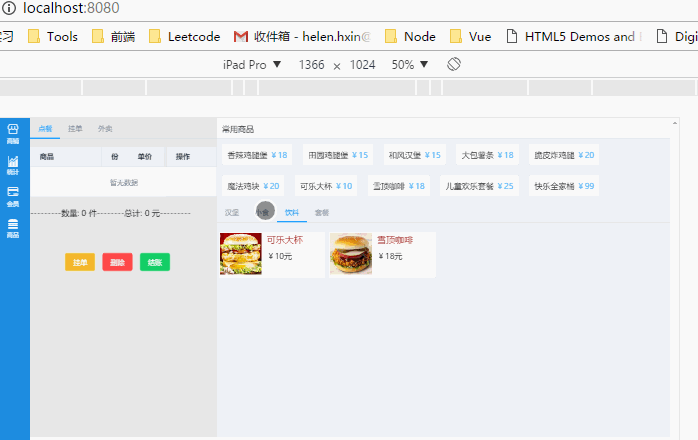 localhost:8080
实习 Tools 前端 Leetcode 收件箱 - helen.hxin@ Node Vue HTML5 Demos and Digi
iPad Pro ▼ 1366 × 1024 50% ▼
点餐 挂单 外卖
商品 份 单价 操作
暂无数据
---------数量: 0 件--------总计: 0 元---------
挂单 删除 结账
店铺
统计
会员
商品
常用商品
香辣鸡腿堡 ￥18 田园鸡腿堡 ￥15 和风汉堡 ￥15 大包薯条 ￥18 脆皮炸鸡腿 ￥20
魔法鸡块 ￥20 可乐大杯 ￥10 雪顶咖啡 ￥18 儿童欢乐套餐 ￥25 快乐全家桶 ￥99
汉堡 小食 饮料 套餐
可乐大杯
￥10元
雪顶咖啡
￥18元